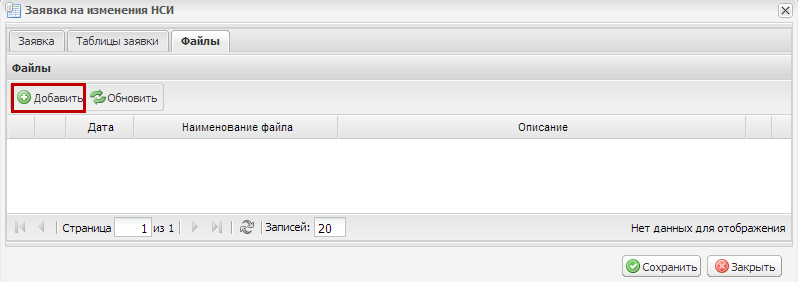 Заявка на изменения НСИ
Заявка Таблицы заявки Файлы
Файлы
Добавить Обновить
Дата Наименование файла Описание
Страница 1 из 1 Записей: 20 Нет данных для отображения
Сохранить Закрыть